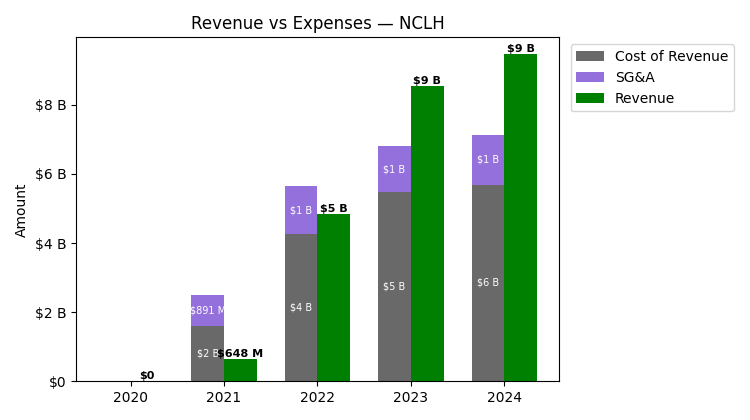 Revenue vs Expenses — NCLH
Amount
$8 B
$6 B
$4 B
$2 B
$0
2020
2021
2022
2023
2024
$0
$891 M
$2 B
$648 M
$1 B
$4 B
$5 B
$1 B
$5 B
$9 B
$1 B
$6 B
$9 B
Cost of Revenue
SG&A
Revenue